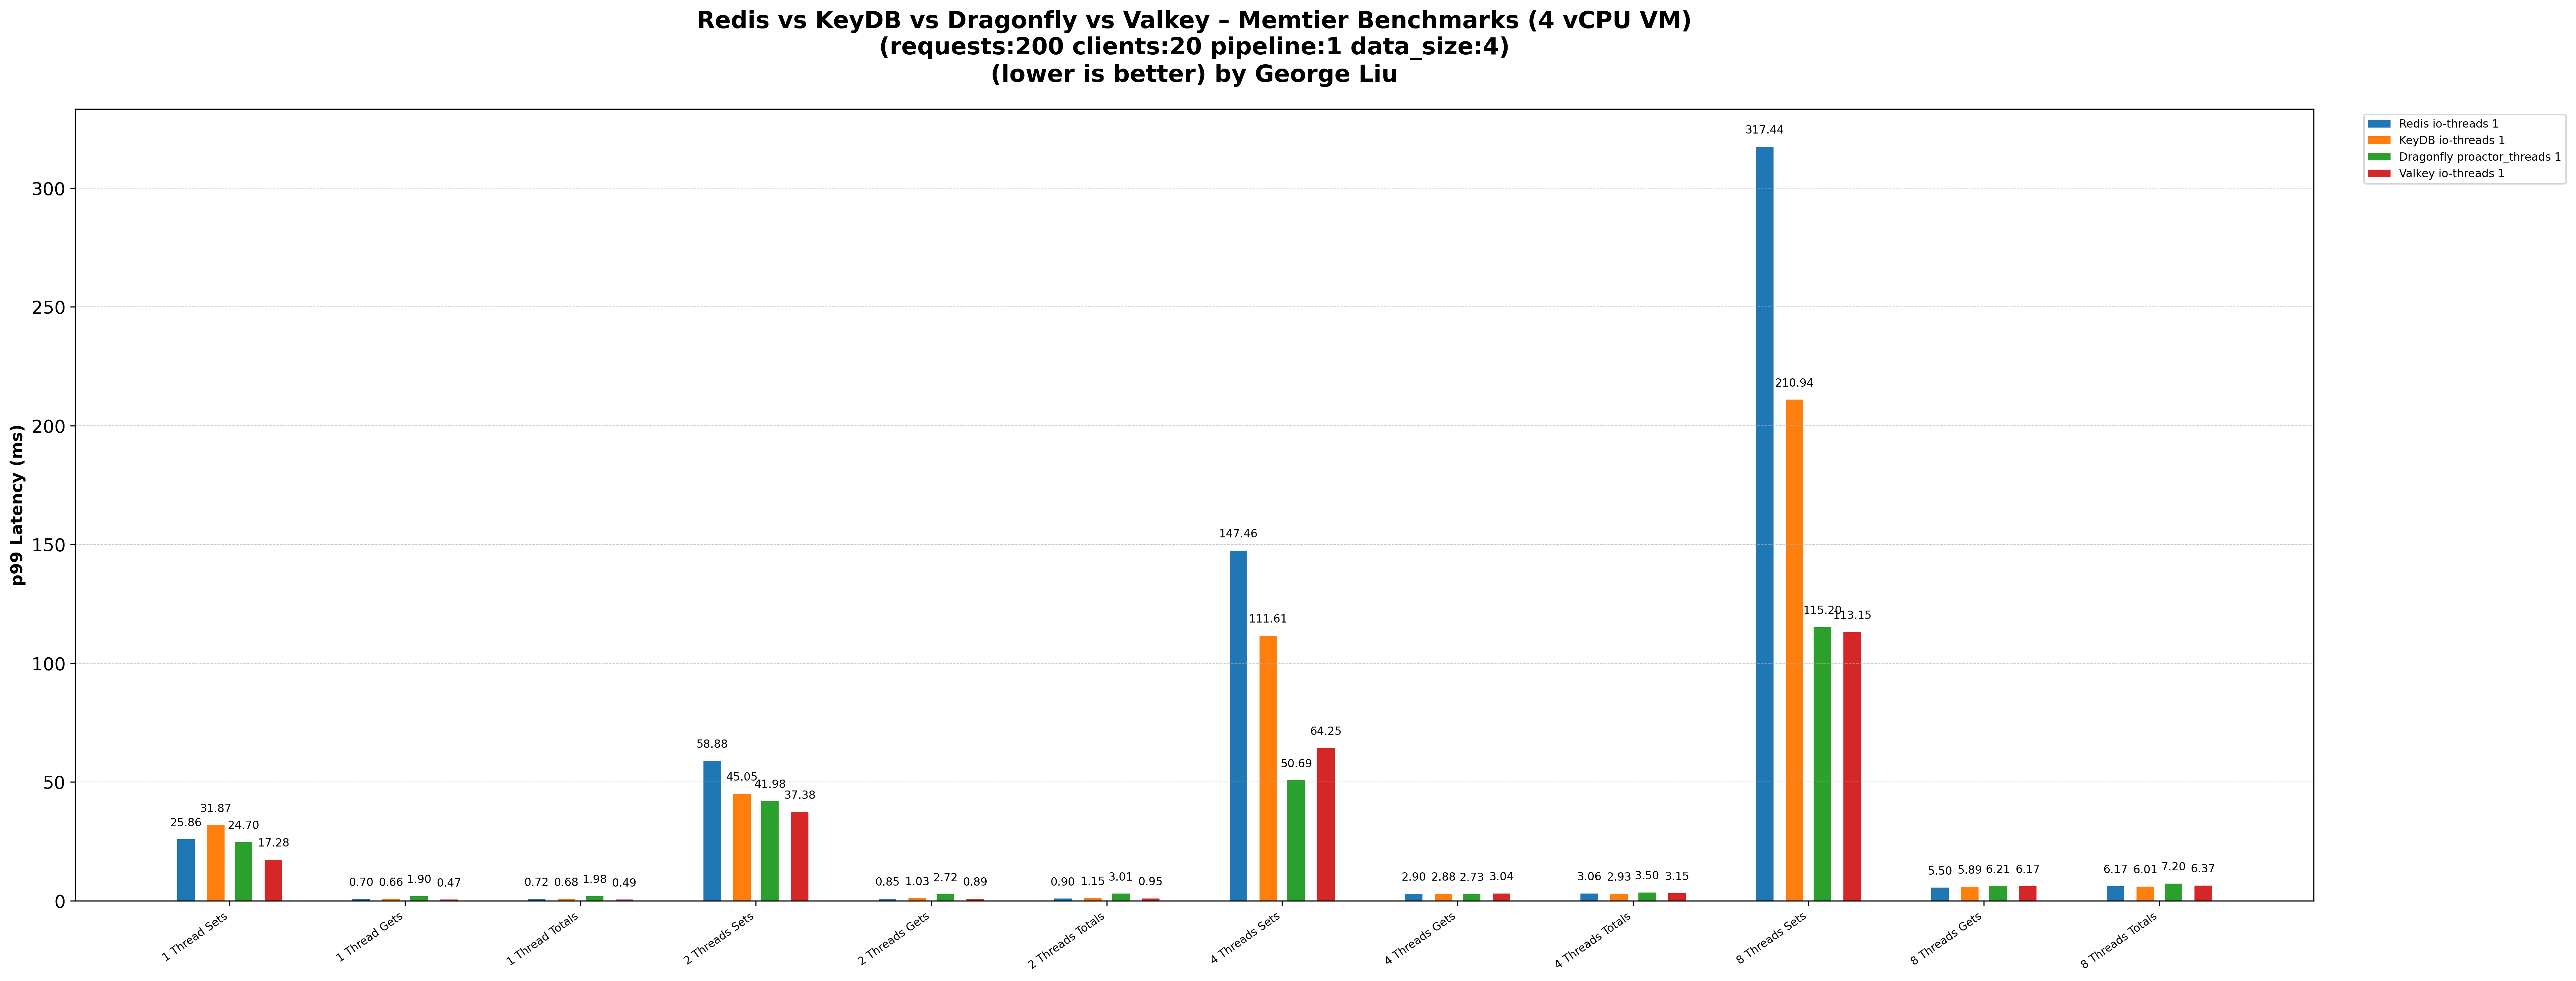 Redis vs KeyDB vs Dragonfly vs Valkey – Memtier Benchmarks (4 vCPU VM)
(requests:200 clients:20 pipeline:1 data_size:4)
(lower is better) by George Liu
Redis io-threads 1
KeyDB io-threads 1
Dragonfly proactor_threads 1
Valkey io-threads 1
p99 Latency (ms)
300
250
200
150
100
50
0
25.86
31.87
24.70
17.28
0.70
0.66
1.90
0.47
0.72
0.68
1.98
0.49
58.88
45.05
41.98
37.38
0.85
1.03
2.72
0.89
0.90
1.15
3.01
0.95
147.46
111.61
50.69
64.25
2.90
2.88
2.73
3.04
3.06
2.93
3.50
3.15
317.44
210.94
115.20
113.15
5.50
5.89
6.21
6.17
6.17
6.01
7.20
6.37
1 Thread Sets
1 Thread Gets
1 Thread Totals
2 Threads Sets
2 Threads Gets
2 Threads Totals
4 Threads Sets
4 Threads Gets
4 Threads Totals
8 Threads Sets
8 Threads Gets
8 Threads Totals